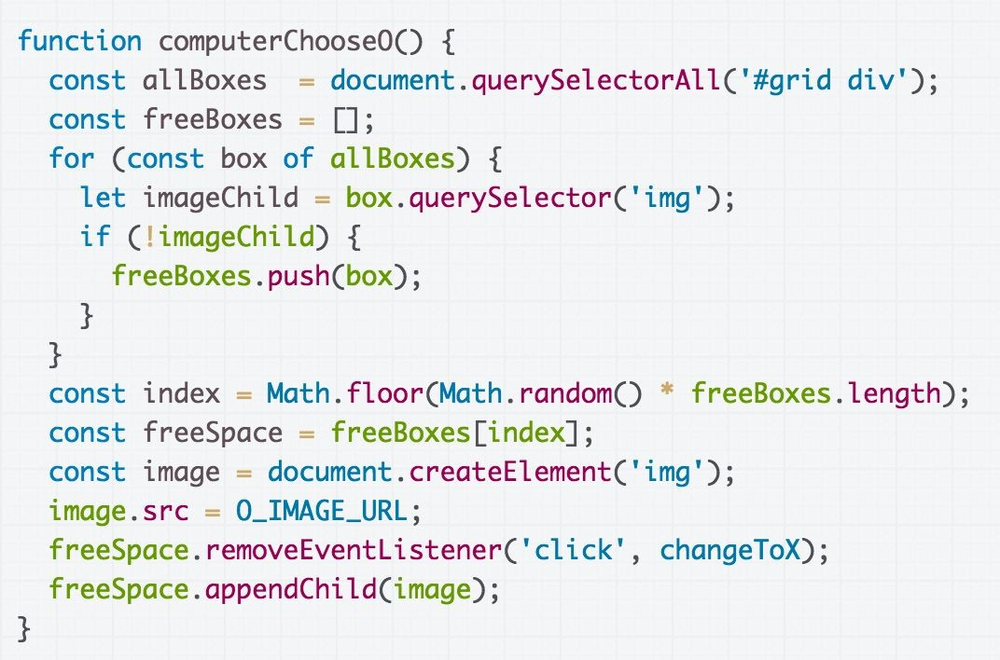 function computerChooseO() {
  const allBoxes  = document.querySelectorAll('#grid div');
  const freeBoxes = [];
  for (const box of allBoxes) {
    let imageChild = box.querySelector('img');
    if (!imageChild) {
      freeBoxes.push(box);
    }
  }
  const index = Math.floor(Math.random() * freeBoxes.length);
  const freeSpace = freeBoxes[index];
  const image = document.createElement('img');
  image.src = O_IMAGE_URL;
  freeSpace.removeEventListener('click', changeToX);
  freeSpace.appendChild(image);
}